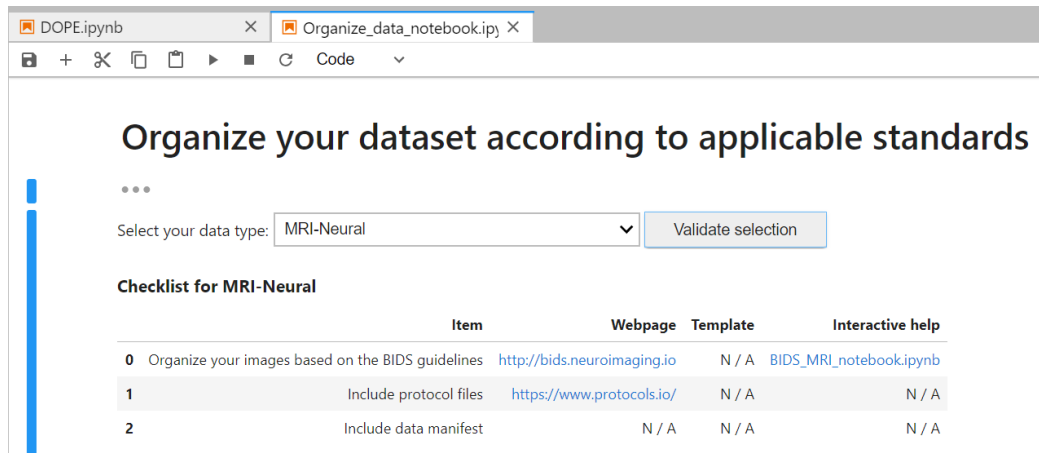 DOPE.ipynb Organize_data_notebook.ipy
Code
Organize your dataset according to applicable standards
Select your data type: MRI-Neural Validate selection
Checklist for MRI-Neural
Item Webpage Template Interactive help
0 Organize your images based on the BIDS guidelines http://bids.neuroimaging.io N / A BIDS_MRI_notebook.ipynb
1 Include protocol files https://www.protocols.io/ N / A N / A
2 Include data manifest N / A N / A N / A